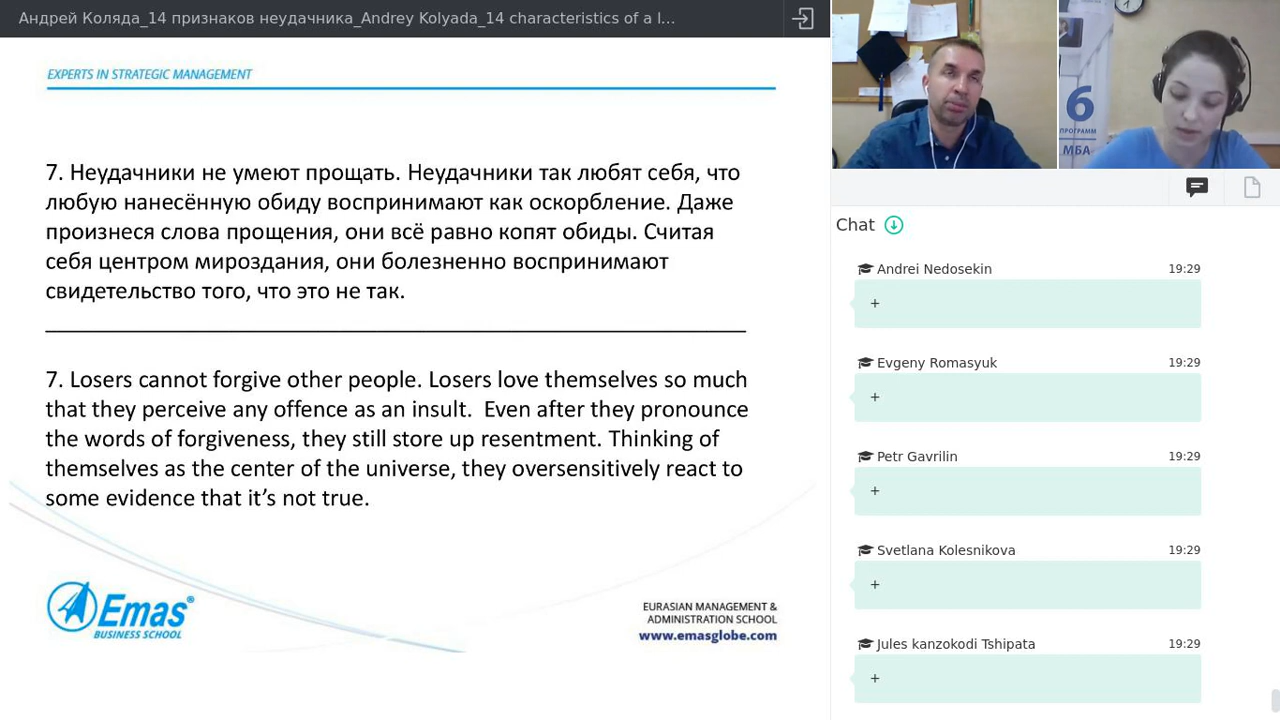 Андрей Коляда_14 признаков неудачника_Andrey Kolyada_14 characteristics of a l...
EXPERTS IN STRATEGIC MANAGEMENT
7. Неудачники не умеют прощать. Неудачники так любят себя, что
любую нанесённую обиду воспринимают как оскорбление. Даже
произнеся слова прощения, они всё равно копят обиды. Считая
себя центром мироздания, они болезненно воспринимают
свидетельство того, что это не так.
7. Losers cannot forgive other people. Losers love themselves so much
that they perceive any offence as an insult.  Even after they pronounce
the words of forgiveness, they still store up resentment. Thinking of
themselves as the center of the universe, they oversensitively react to
some evidence that it’s not true.
Emas®
BUSINESS SCHOOL
EURASIAN MANAGEMENT &
ADMINISTRATION SCHOOL
www.emasglobe.com
6
ПРОГРАММ
МБА
Chat
Andrei Nedosekin 19:29
+
Evgeny Romasyuk 19:29
+
Petr Gavrilin 19:29
+
Svetlana Kolesnikova 19:29
+
Jules kanzokodi Tshipata 19:29
+